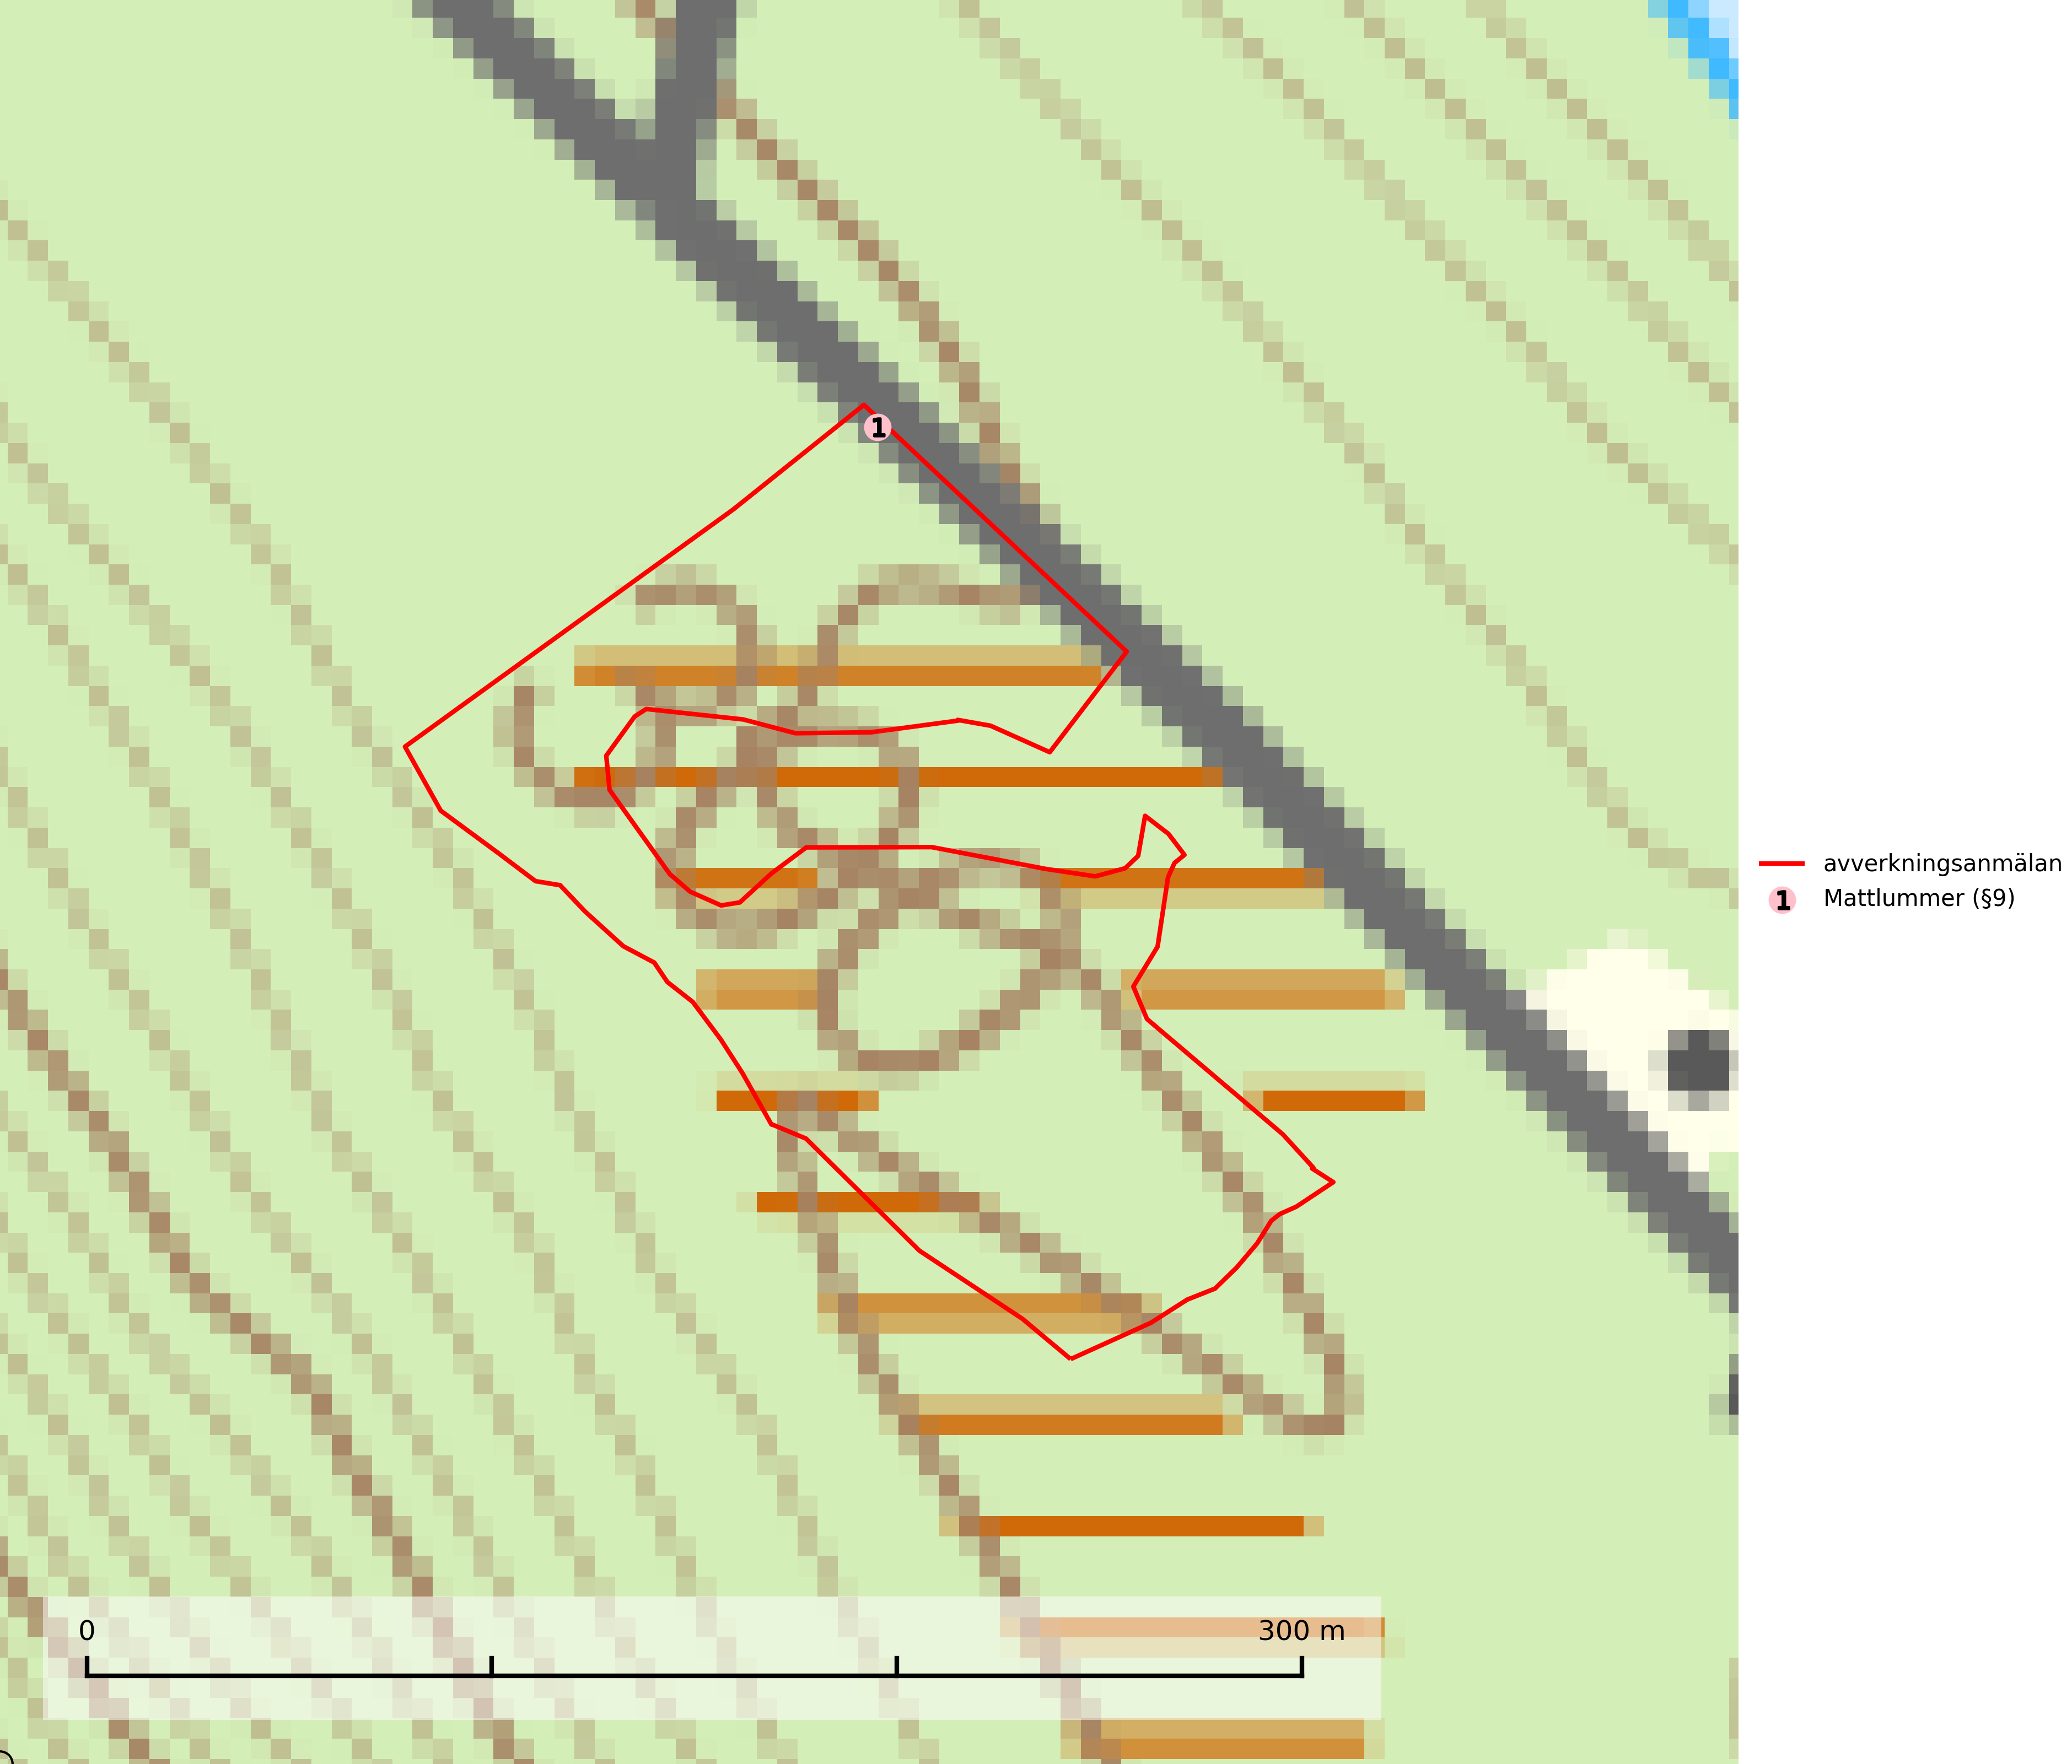 1
avverkningsanmälan
1 Mattlummer (§9)
0 300 m